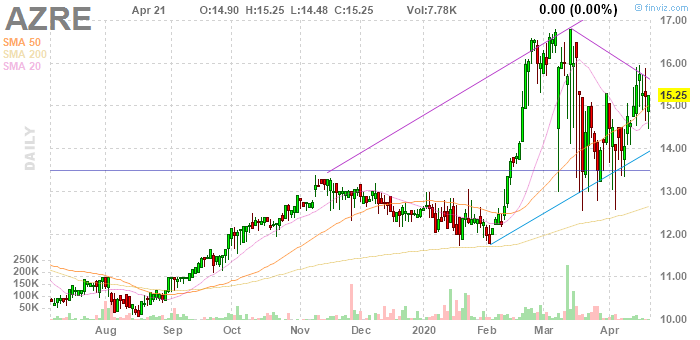 AZRE Apr 21 O:14.90 H:15.25 L:14.48 C:15.25 Vol:7.78K 0.00 (0.00%) © finviz.com
SMA 50
SMA 200
SMA 20
17.00
16.00
15.25
15.00
DAILY
14.00
13.00
12.00
250K
200K
150K
100K
50K
10.00
Aug Sep Oct Nov Dec 2020 Feb Mar Apr